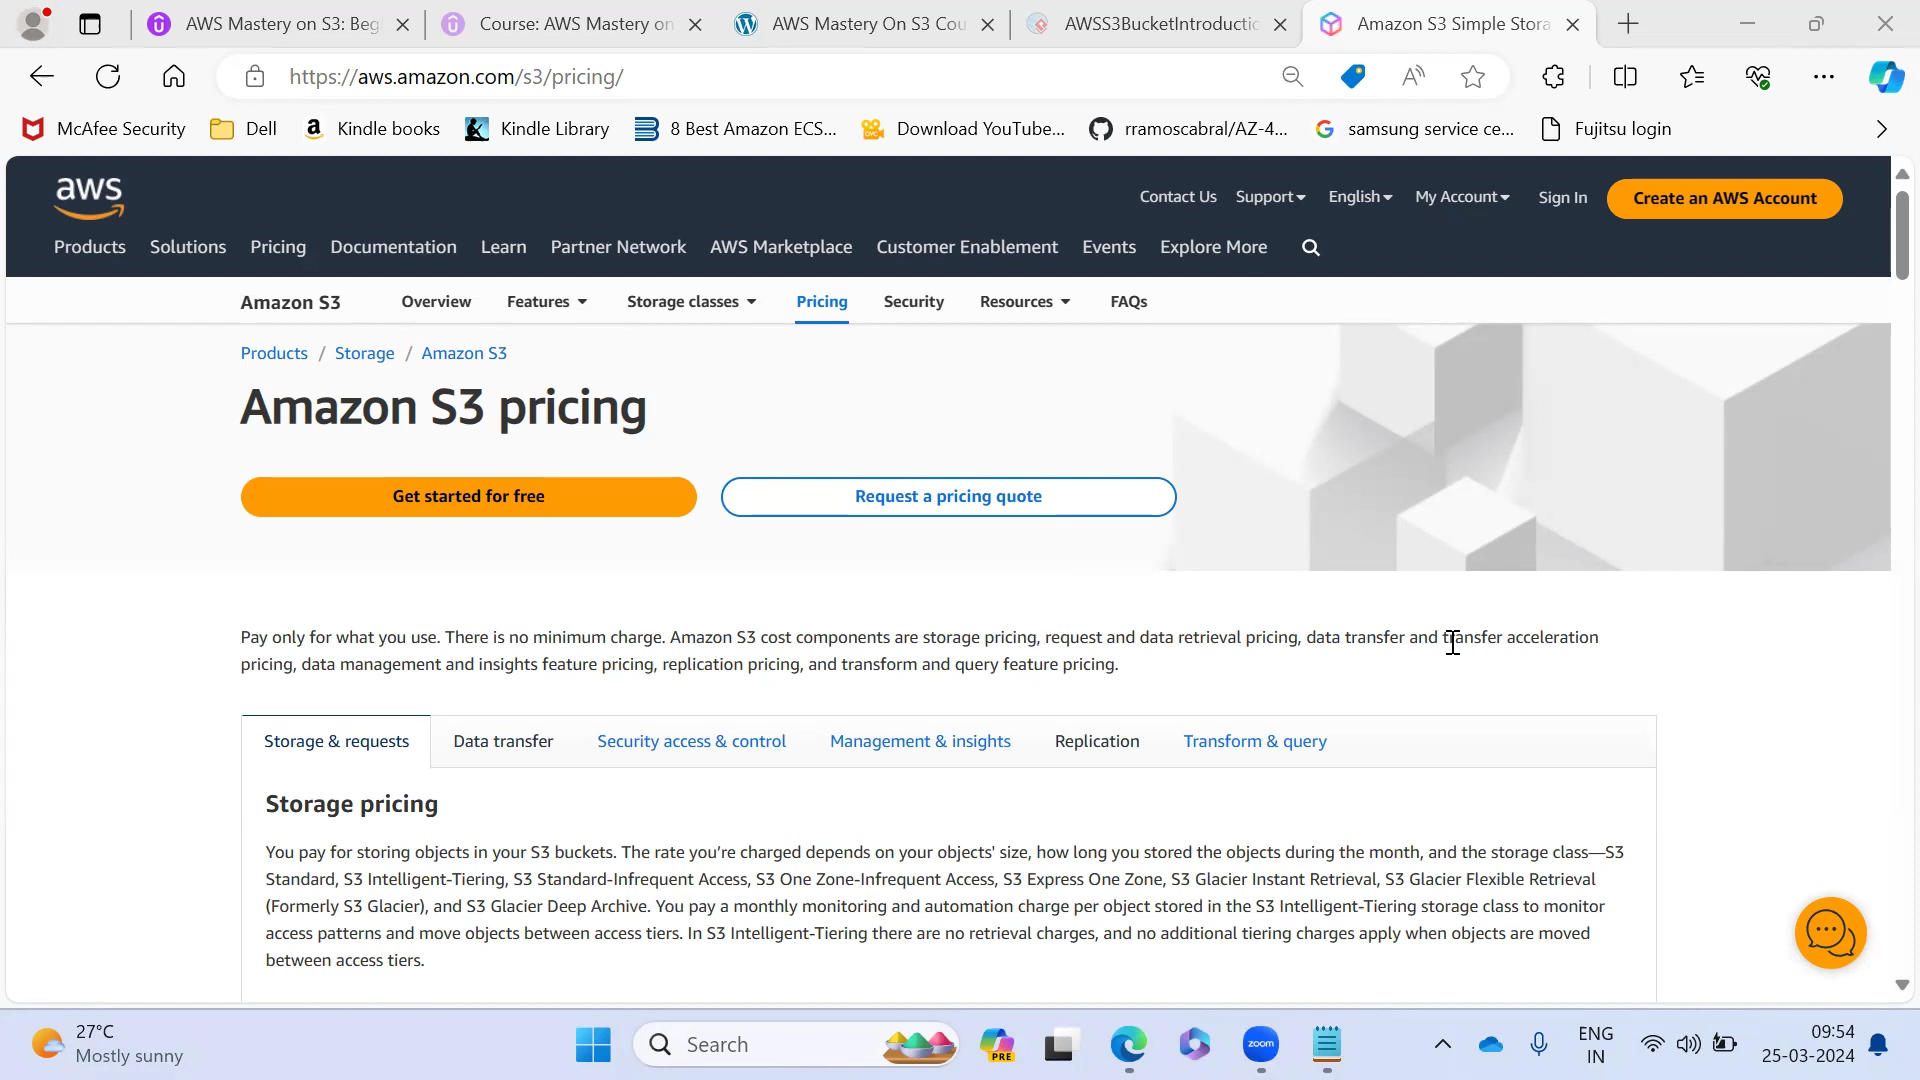 AWS Mastery on S3: Beg
Course: AWS Mastery on
AWS Mastery On S3 Cou
AWSS3BucketIntroductic
Amazon S3 Simple Stora
https://aws.amazon.com/s3/pricing/
McAfee Security
Dell
Kindle books
Kindle Library
8 Best Amazon ECS...
Download YouTube...
rramoscabral/AZ-4...
samsung service ce...
Fujitsu login
aws
Contact Us
Support
English
My Account
Sign In
Create an AWS Account
Products
Solutions
Pricing
Documentation
Learn
Partner Network
AWS Marketplace
Customer Enablement
Events
Explore More
Amazon S3
Overview
Features
Storage classes
Pricing
Security
Resources
FAQs
Products / Storage / Amazon S3
Amazon S3 pricing
Get started for free
Request a pricing quote
Pay only for what you use. There is no minimum charge. Amazon S3 cost components are storage pricing, request and data retrieval pricing, data transfer and transfer acceleration
pricing, data management and insights feature pricing, replication pricing, and transform and query feature pricing.
Storage & requests
Data transfer
Security access & control
Management & insights
Replication
Transform & query
Storage pricing
You pay for storing objects in your S3 buckets. The rate you’re charged depends on your objects' size, how long you stored the objects during the month, and the storage class—S3
Standard, S3 Intelligent-Tiering, S3 Standard-Infrequent Access, S3 One Zone-Infrequent Access, S3 Express One Zone, S3 Glacier Instant Retrieval, S3 Glacier Flexible Retrieval
(Formerly S3 Glacier), and S3 Glacier Deep Archive. You pay a monthly monitoring and automation charge per object stored in the S3 Intelligent-Tiering storage class to monitor
access patterns and move objects between access tiers. In S3 Intelligent-Tiering there are no retrieval charges, and no additional tiering charges apply when objects are moved
between access tiers.
27°C
Mostly sunny
Search
PRE
zoom
ENG
IN
09:54
25-03-2024